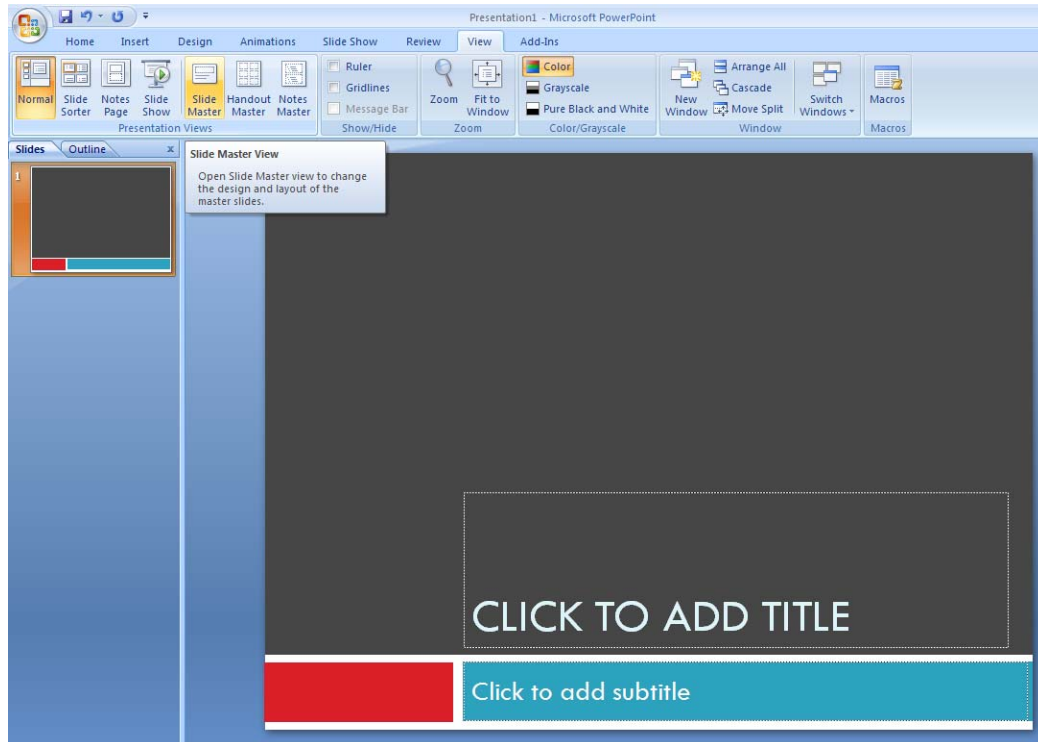 Presentation1 - Microsoft PowerPoint
Home Insert Design Animations Slide Show Review View Add-Ins
Normal
Slide Sorter
Notes Page
Slide Show
Slide Master
Handout Master
Notes Master
Presentation Views
Ruler
Gridlines
Message Bar
Show/Hide
Zoom
Fit to Window
Zoom
Color
Grayscale
Pure Black and White
Color/Grayscale
New Window
Arrange All
Cascade
Move Split
Switch Windows
Window
Macros
Macros
Slides Outline x
1
Slide Master View
Open Slide Master view to change
the design and layout of the
master slides.
CLICK TO ADD TITLE
Click to add subtitle